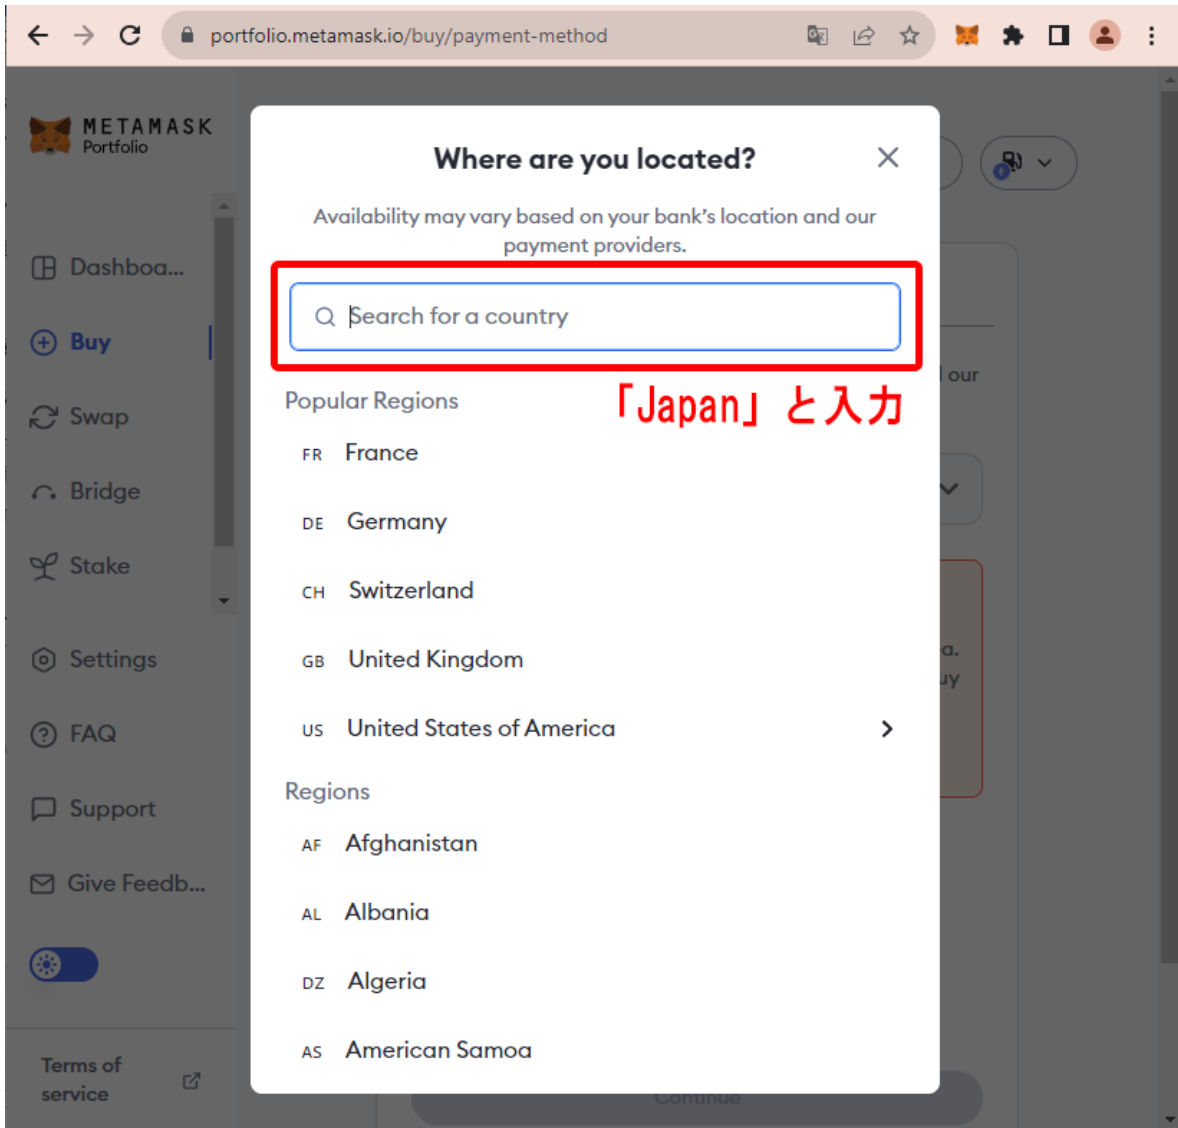 portfolio.metamask.io/buy/payment-method
METAMASK
Portfolio
Dashboa...
Buy
Swap
Bridge
Stake
Settings
FAQ
Support
Give Feedb...
Terms of
service
Where are you located?
Availability may vary based on your bank's location and our
payment providers.
Search for a country
「Japan」と入力
Popular Regions
FR France
DE Germany
CH Switzerland
GB United Kingdom
US United States of America
Regions
AF Afghanistan
AL Albania
DZ Algeria
AS American Samoa
our
a.
uy
Continue